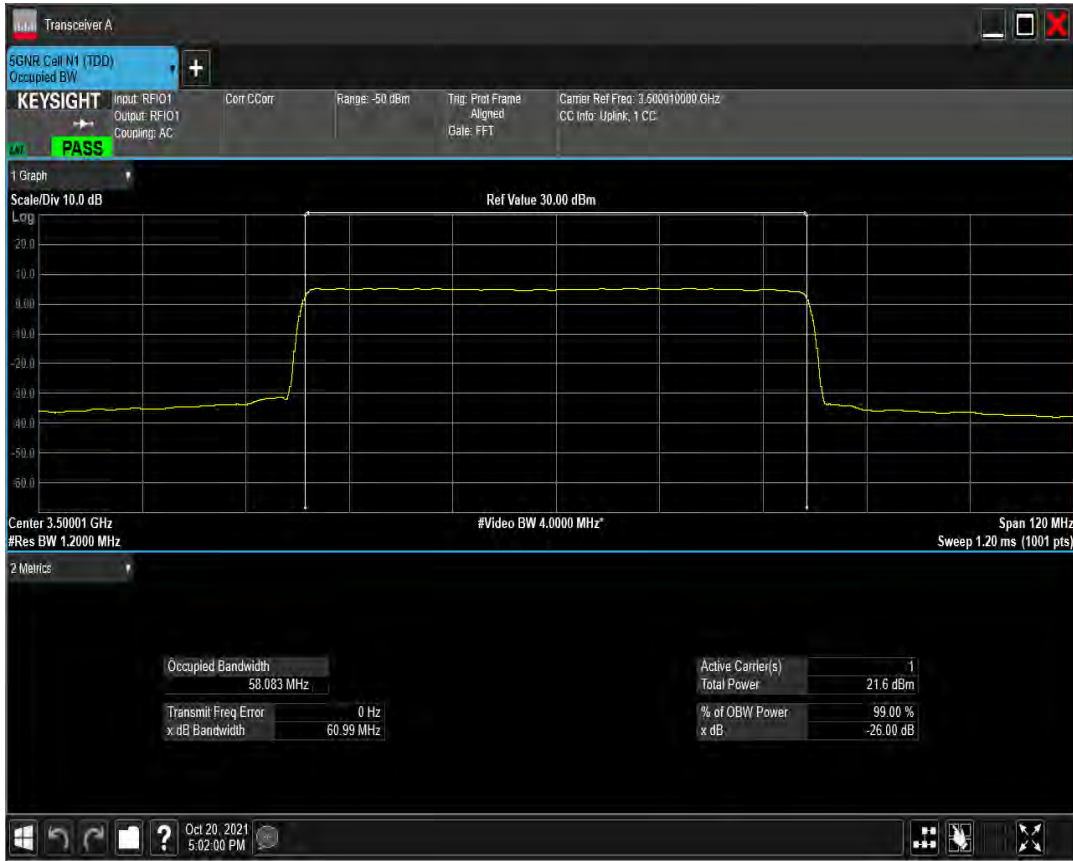 Transceiver A
5GNR Cell N1 (TDD)
Occupied BW
+
KEYSIGHT
Input: RFIO1
Output: RFIO1
Coupling: AC
Corr CCorr
Range: -50 dBm
Trig: Prot Frame
Aligned
Gate: FFT
Carrier Ref Freq: 3.500010000 GHz
CC Info: Uplink, 1 CC
PASS
1 Graph
Scale/Div 10.0 dB
Ref Value 30.00 dBm
Log
20.0
10.0
0.00
-10.0
-20.0
-30.0
-40.0
-50.0
-60.0
Center 3.50001 GHz
#Video BW 4.0000 MHz*
Span 120 MHz
#Res BW 1.2000 MHz
Sweep 1.20 ms (1001 pts)
2 Metrics
Occupied Bandwidth
58.083 MHz
Transmit Freq Error 0 Hz
x dB Bandwidth 60.99 MHz
Active Carrier(s) 1
Total Power 21.6 dBm
% of OBW Power 99.00 %
x dB -26.00 dB
?
Oct 20, 2021
5:02:00 PM